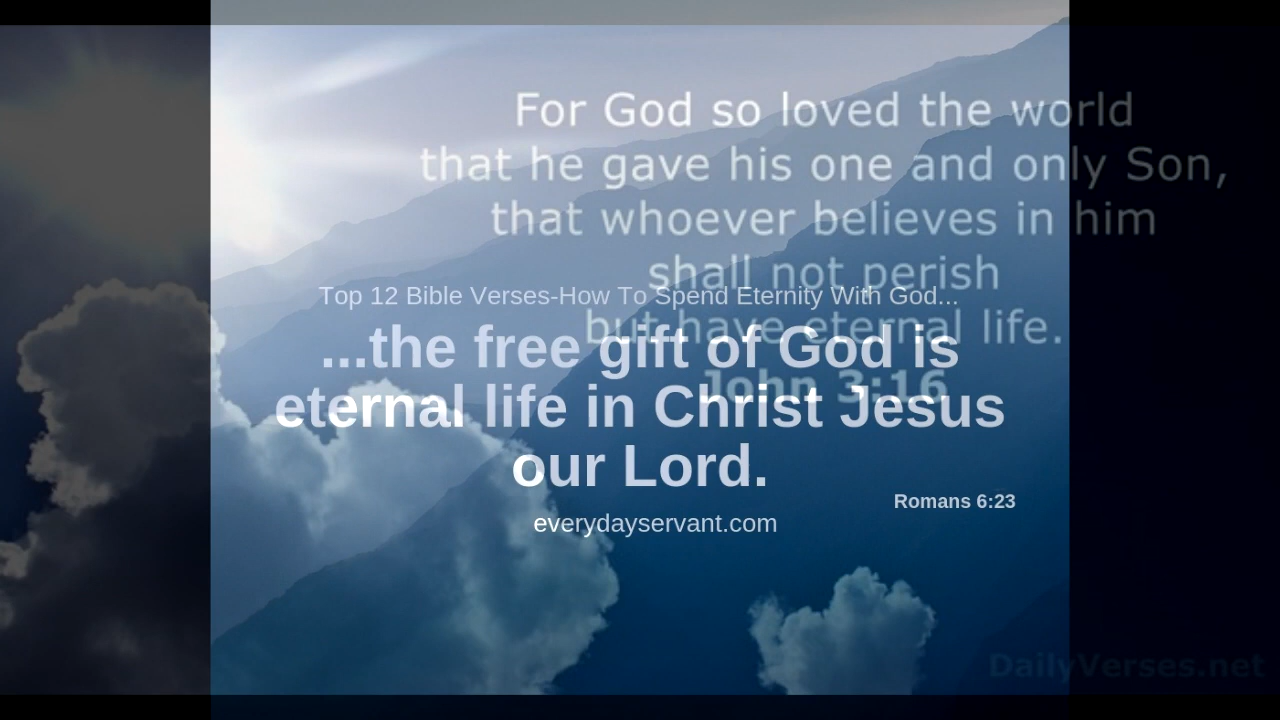 For God so loved the world
that he gave his one and only Son,
that whoever believes in him
shall not perish
but have eternal life.
John 3:16
Top 12 Bible Verses-How To Spend Eternity With God...
...the free gift of God is
eternal life in Christ Jesus
our Lord.
Romans 6:23
everydayservant.com
DailyVerses.net